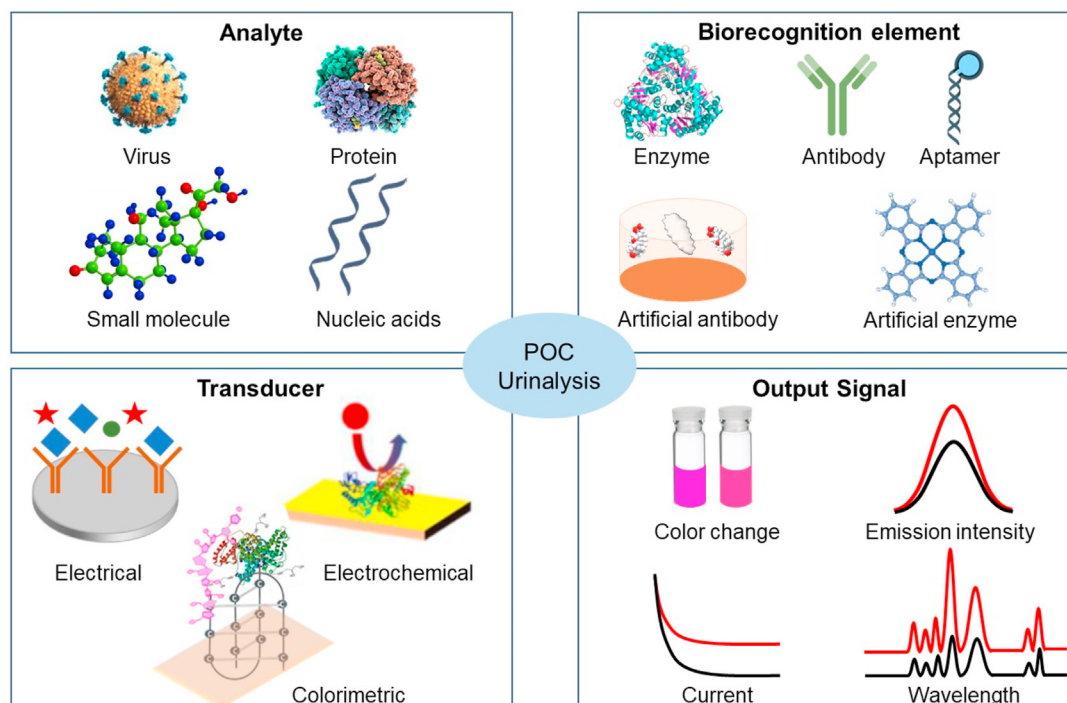 Analyte
Virus
Protein
Small molecule
Nucleic acids
Biorecognition element
Enzyme
Antibody
Aptamer
Artificial antibody
Artificial enzyme
POC
Urinalysis
Transducer
Electrical
Electrochemical
Colorimetric
Output Signal
Color change
Emission intensity
Current
Wavelength